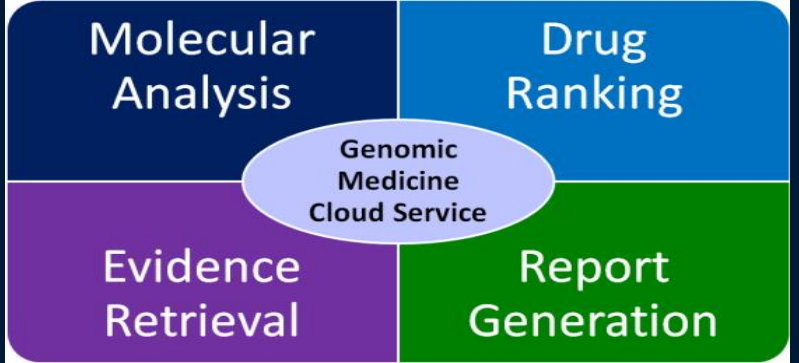 Molecular
Analysis
Drug
Ranking
Genomic
Medicine
Cloud Service
Evidence
Retrieval
Report
Generation